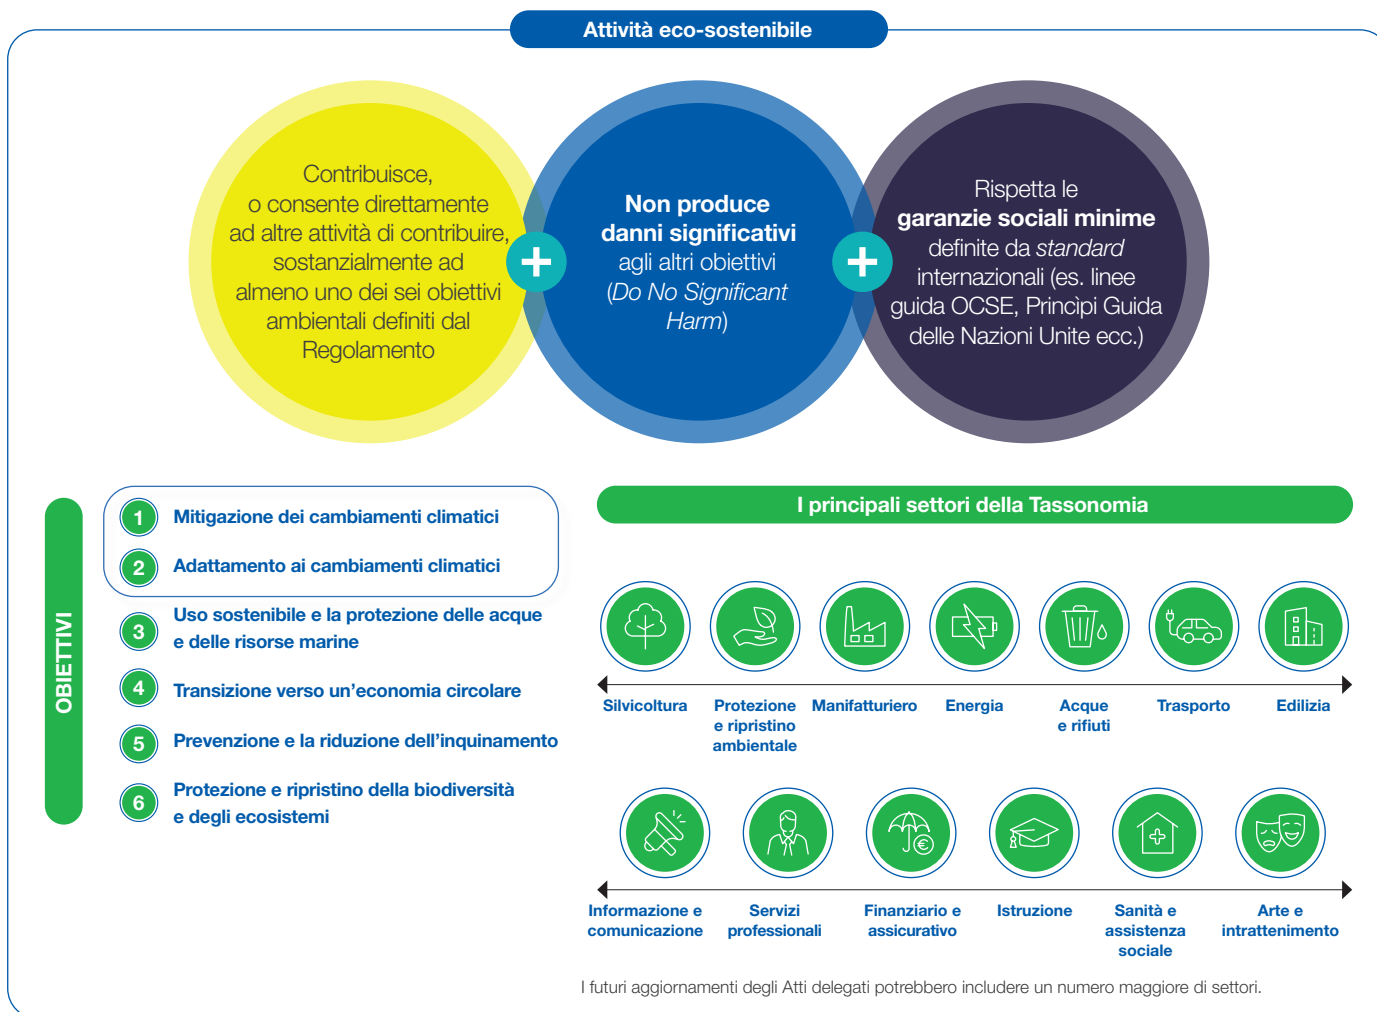 Attività eco-sostenibile
Contribuisce,
o consente direttamente
ad altre attività di contribuire,
sostanzialmente ad
almeno uno dei sei obiettivi
ambientali definiti dal
Regolamento
+
Non produce
danni significativi
agli altri obiettivi
(Do No Significant
Harm)
+
Rispetta le
garanzie sociali minime
definite da standard
internazionali (es. linee
guida OCSE, Princìpi Guida
delle Nazioni Unite ecc.)
OBIETTIVI
1 Mitigazione dei cambiamenti climatici
2 Adattamento ai cambiamenti climatici
3 Uso sostenibile e la protezione delle acque
e delle risorse marine
4 Transizione verso un'economia circolare
5 Prevenzione e la riduzione dell'inquinamento
6 Protezione e ripristino della biodiversità
e degli ecosistemi
I principali settori della Tassonomia
Silvicoltura
Protezione
e ripristino
ambientale
Manifatturiero
Energia
Acque
e rifiuti
Trasporto
Edilizia
€
Informazione e
comunicazione
Servizi
professionali
Finanziario e
assicurativo
Istruzione
Sanità e
assistenza
sociale
Arte e
intrattenimento
I futuri aggiornamenti degli Atti delegati potrebbero includere un numero maggiore di settori.